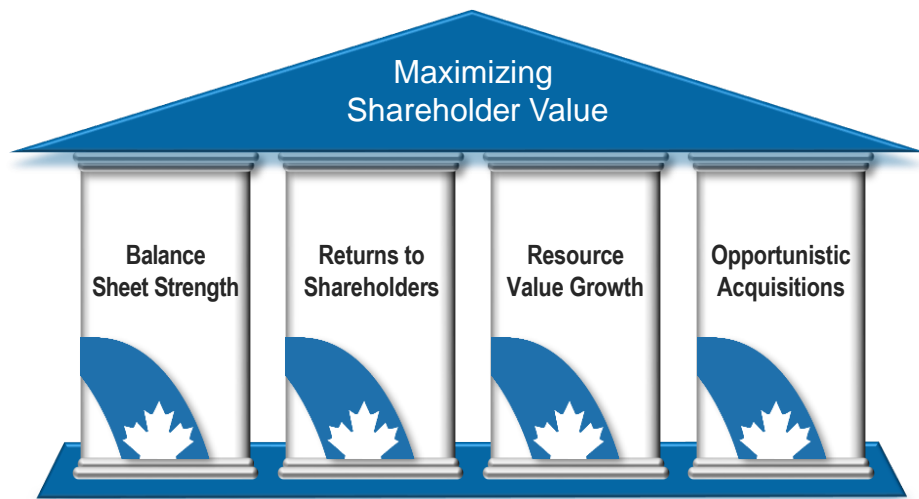 Maximizing
Shareholder Value
Balance
Sheet Strength
Returns to
Shareholders
Resource
Value Growth
Opportunistic
Acquisitions